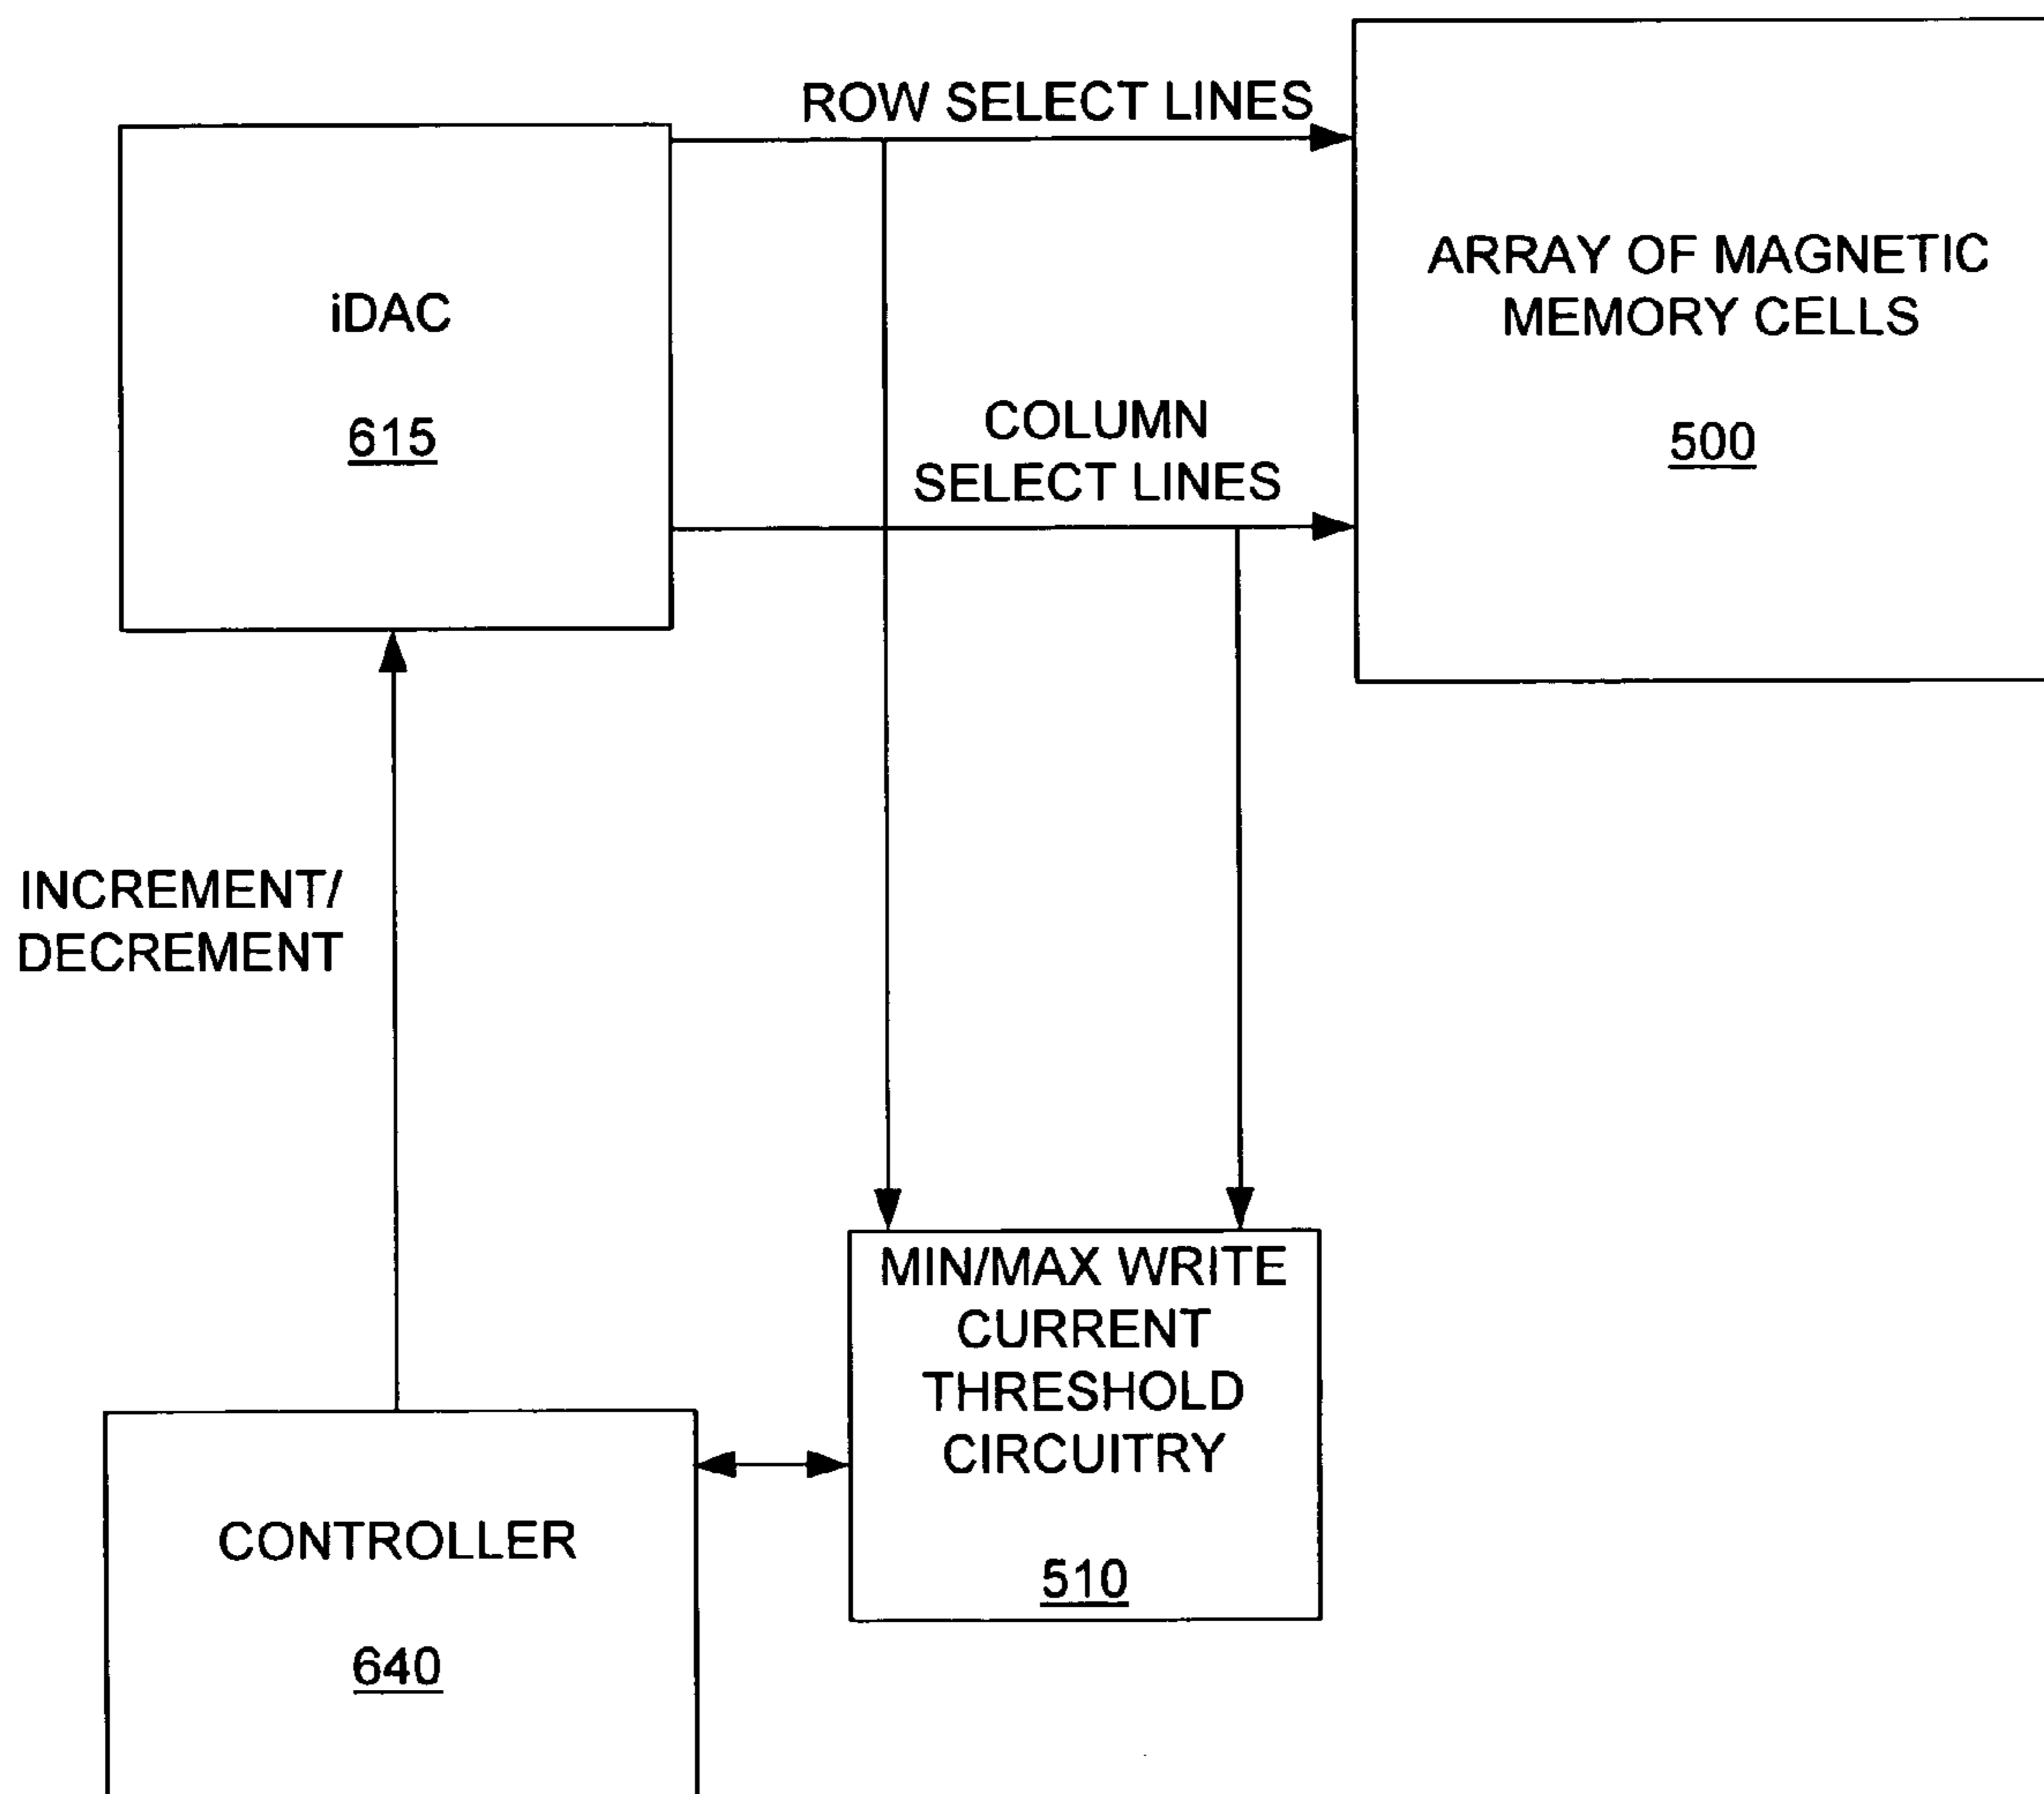 ROW SELECT LINES
iDAC
615
ARRAY OF MAGNETIC
MEMORY CELLS
500
COLUMN
SELECT LINES
INCREMENT/
DECREMENT
MIN/MAX WRITE
CURRENT
THRESHOLD
CIRCUITRY
510
CONTROLLER
640